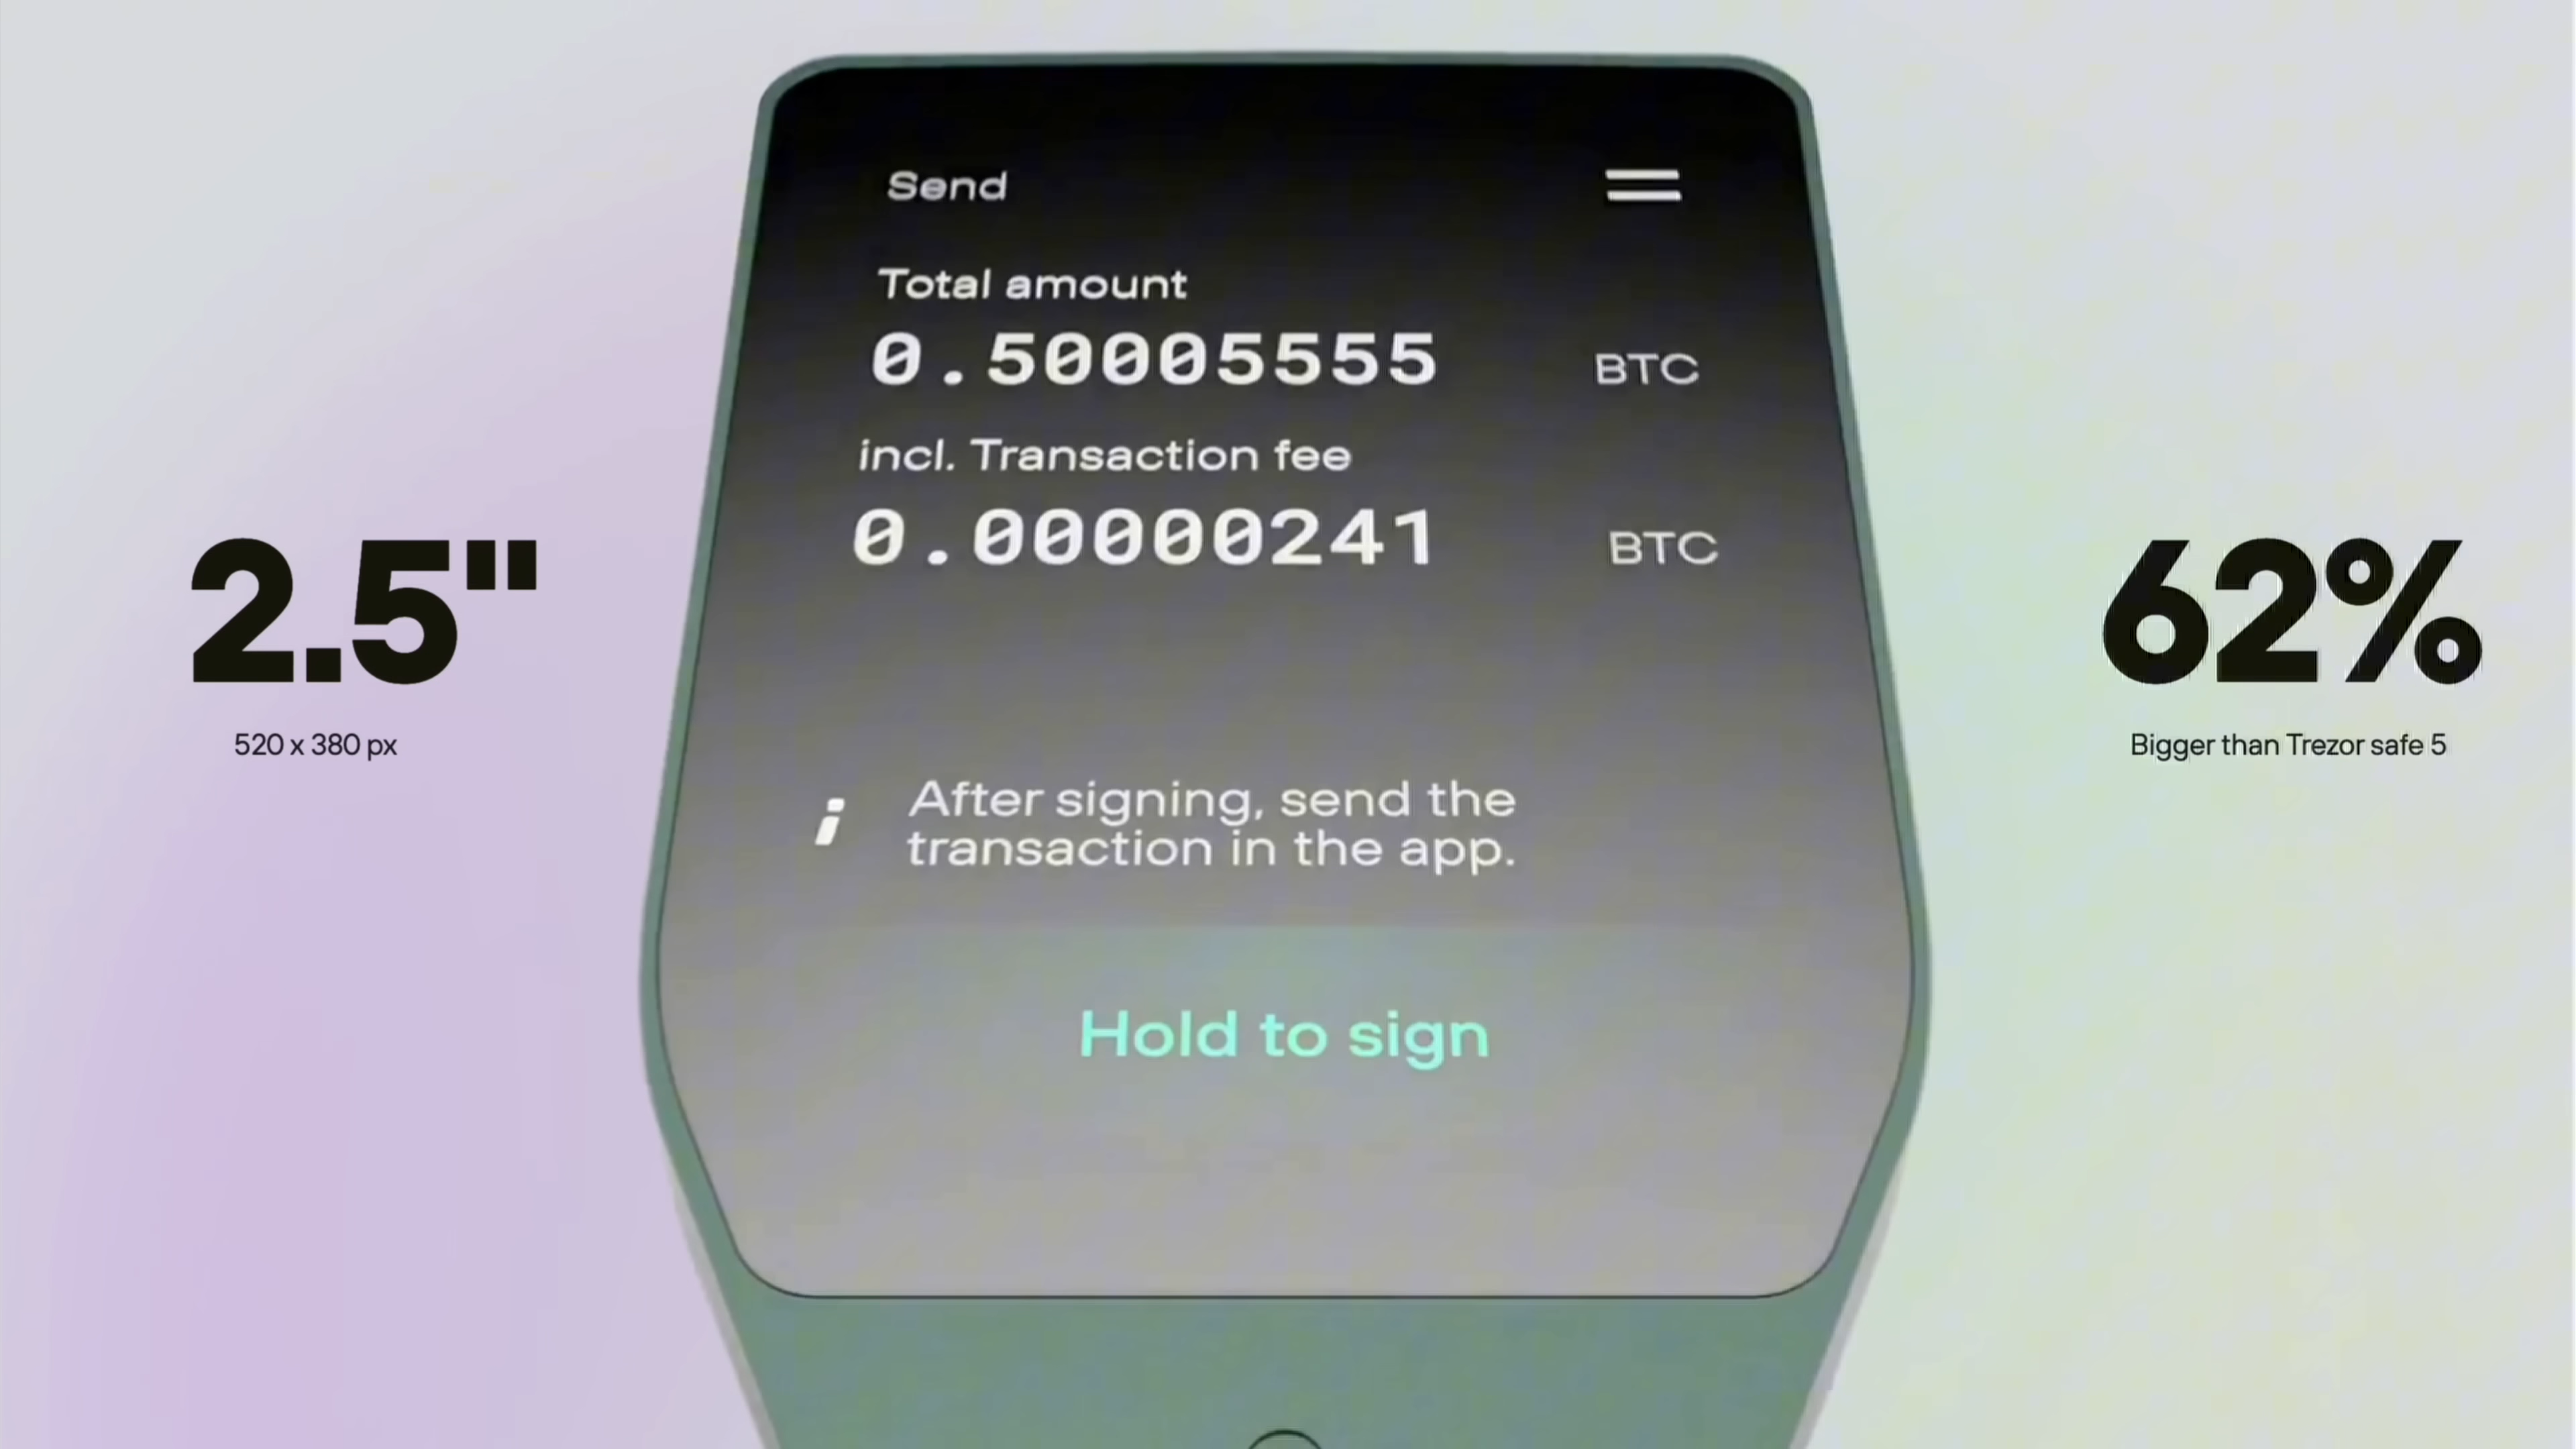 Send
Total amount
0.50005555 BTC
incl. Transaction fee
0.00000241 BTC
2.5"
520 x 380 px
62%
Bigger than Trezor safe 5
i After signing, send the
transaction in the app.
Hold to sign